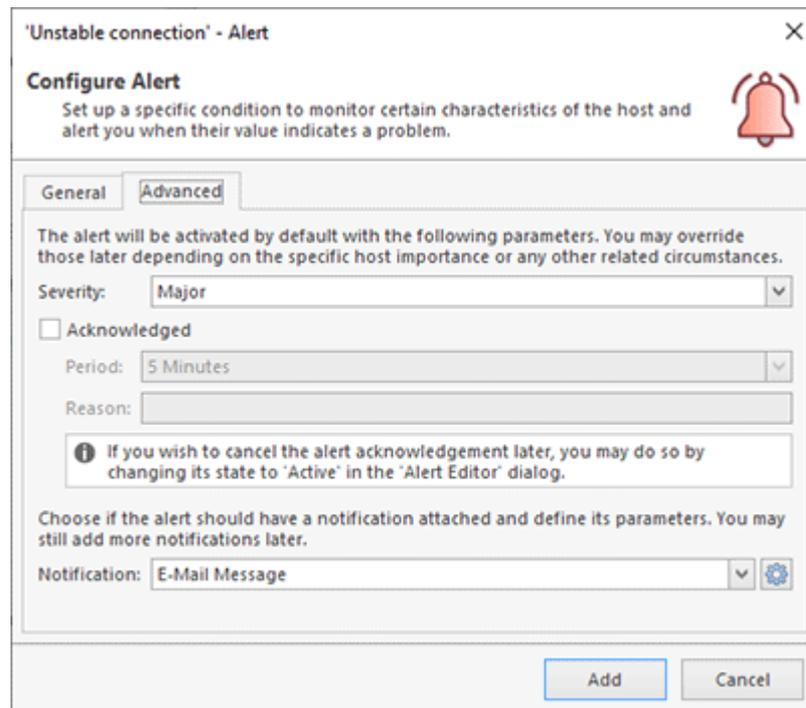 'Unstable connection' - Alert
Configure Alert
Set up a specific condition to monitor certain characteristics of the host and
alert you when their value indicates a problem.
General
Advanced
The alert will be activated by default with the following parameters. You may override
those later depending on the specific host importance or any other related circumstances.
Severity: Major
Acknowledged
Period: 5 Minutes
Reason:
If you wish to cancel the alert acknowledgement later, you may do so by
changing its state to 'Active' in the 'Alert Editor' dialog.
Choose if the alert should have a notification attached and define its parameters. You may
still add more notifications later.
Notification: E-Mail Message
Add
Cancel